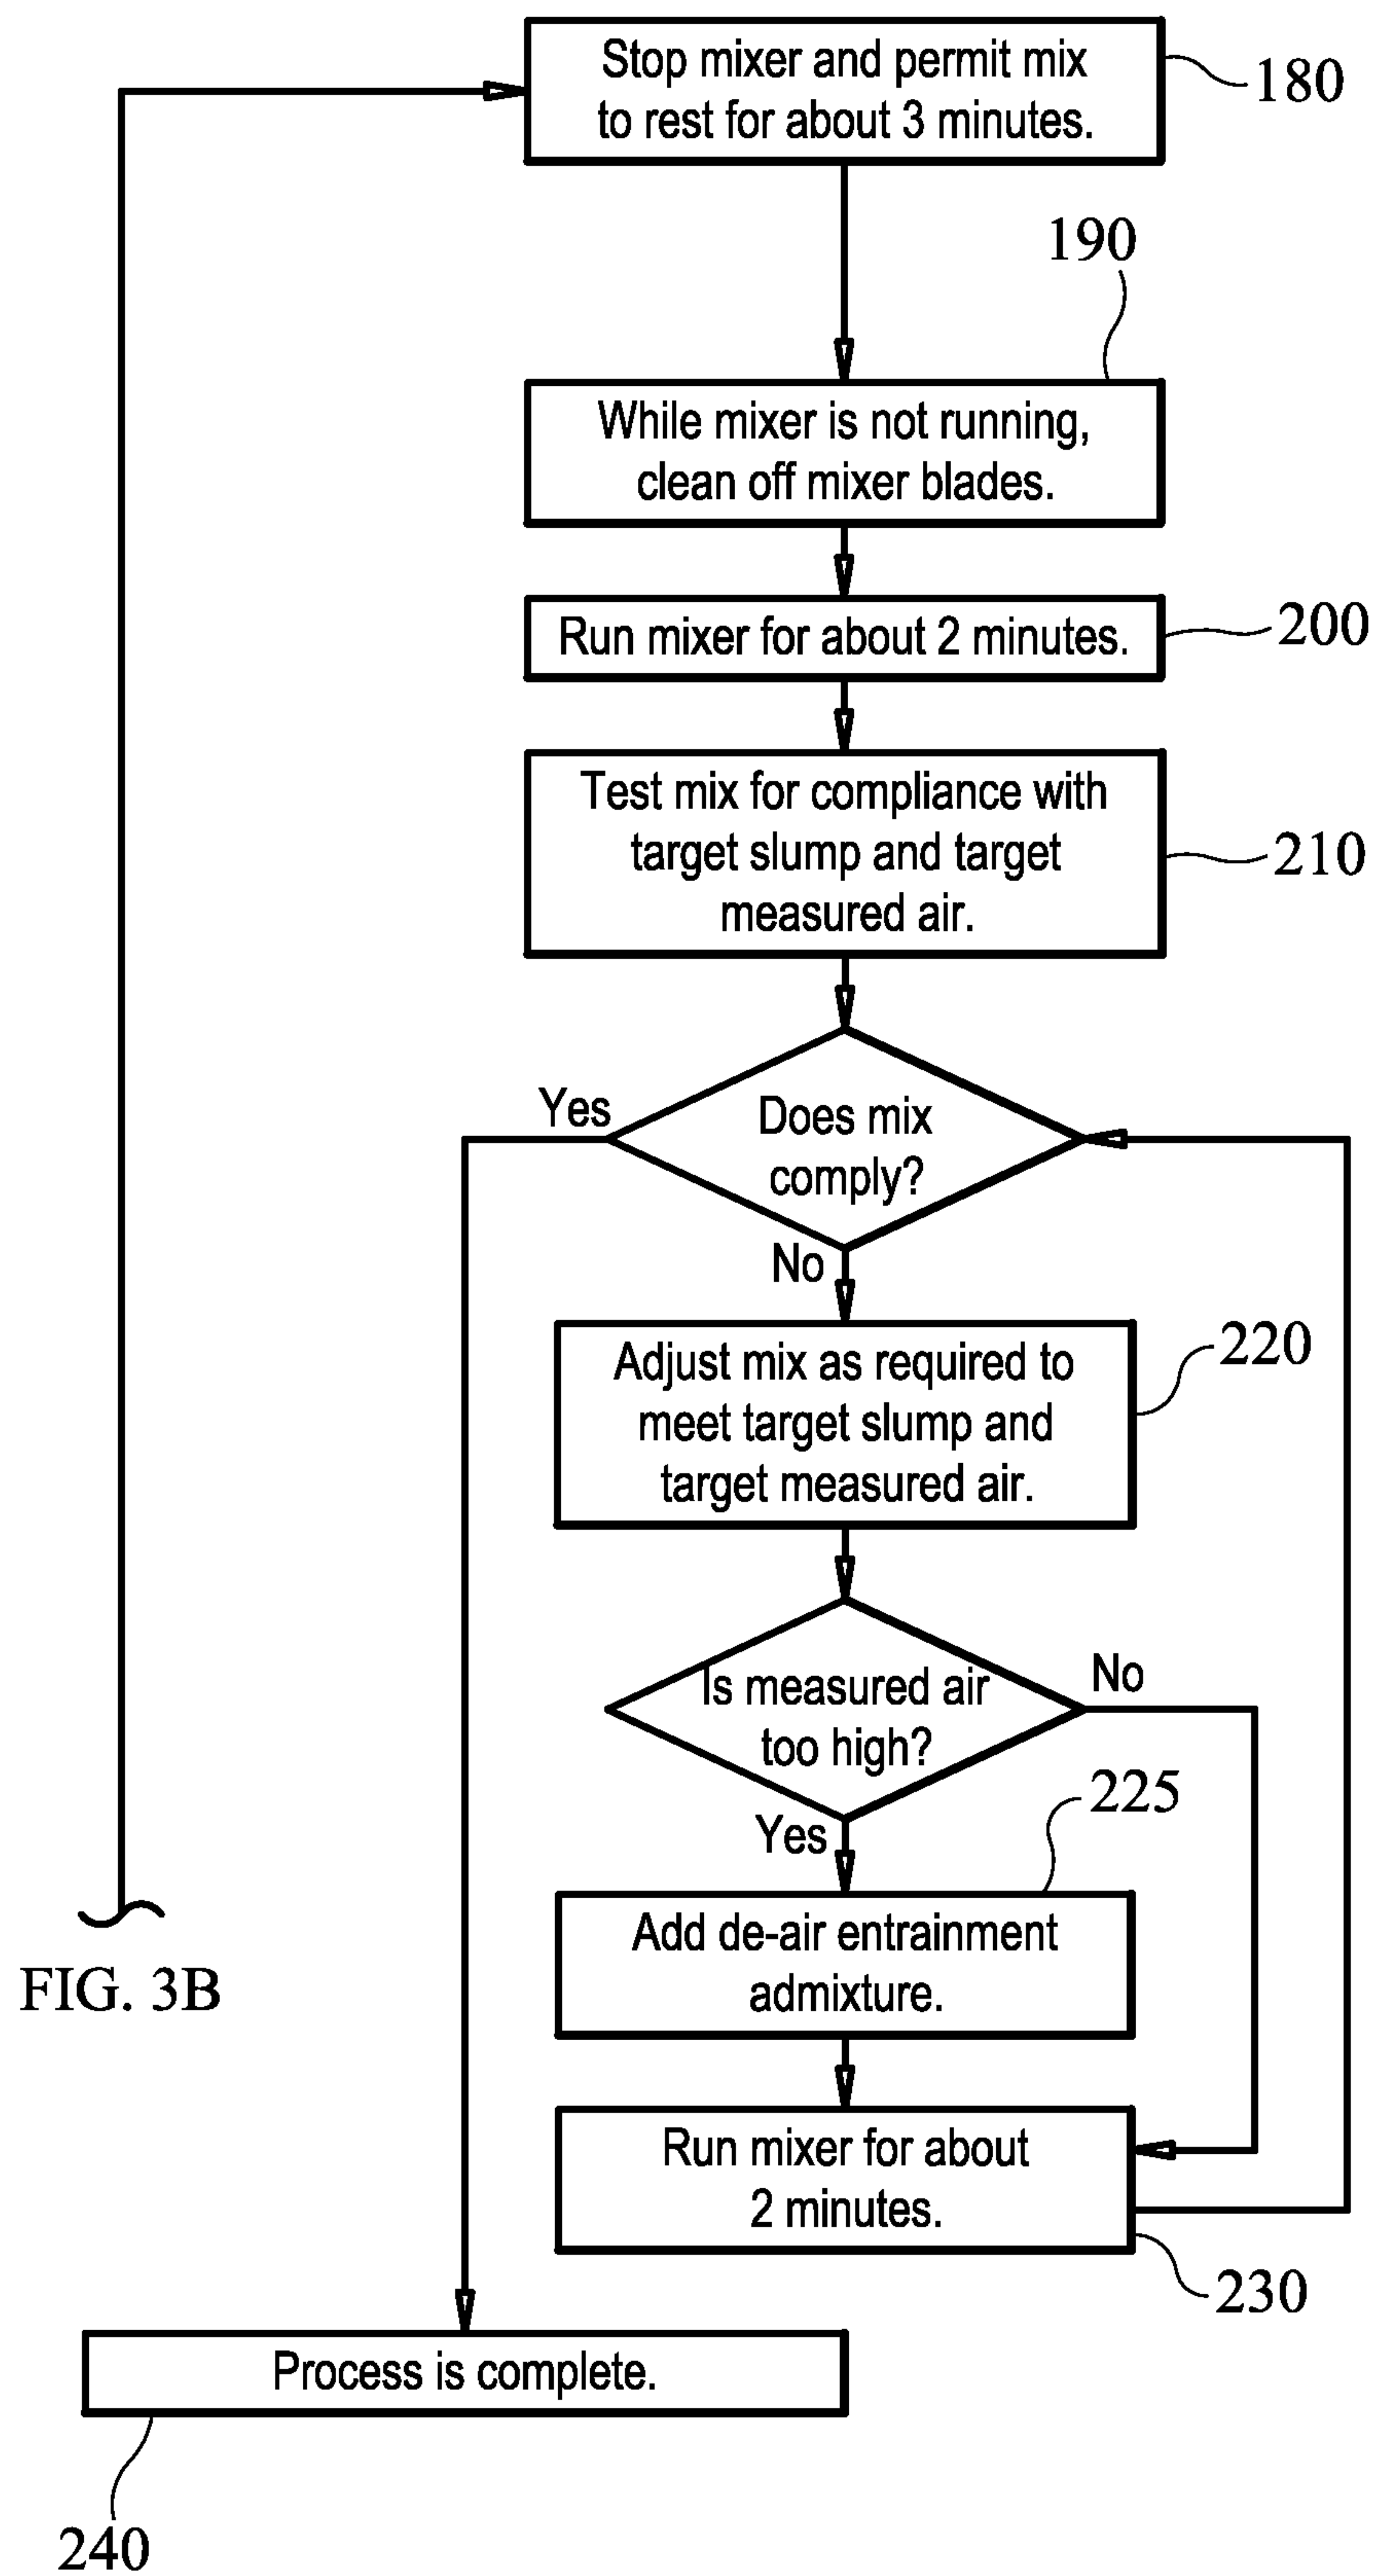 Stop mixer and permit mix
to rest for about 3 minutes.
180
190
While mixer is not running,
clean off mixer blades.
Run mixer for about 2 minutes.
200
Test mix for compliance with
target slump and target
measured air.
210
Yes
Does mix
comply?
No
Adjust mix as required to
meet target slump and
target measured air.
220
Is measured air
too high?
No
Yes
225
Add de-air entrainment
admixture.
FIG. 3B
Run mixer for about
2 minutes.
230
Process is complete.
240